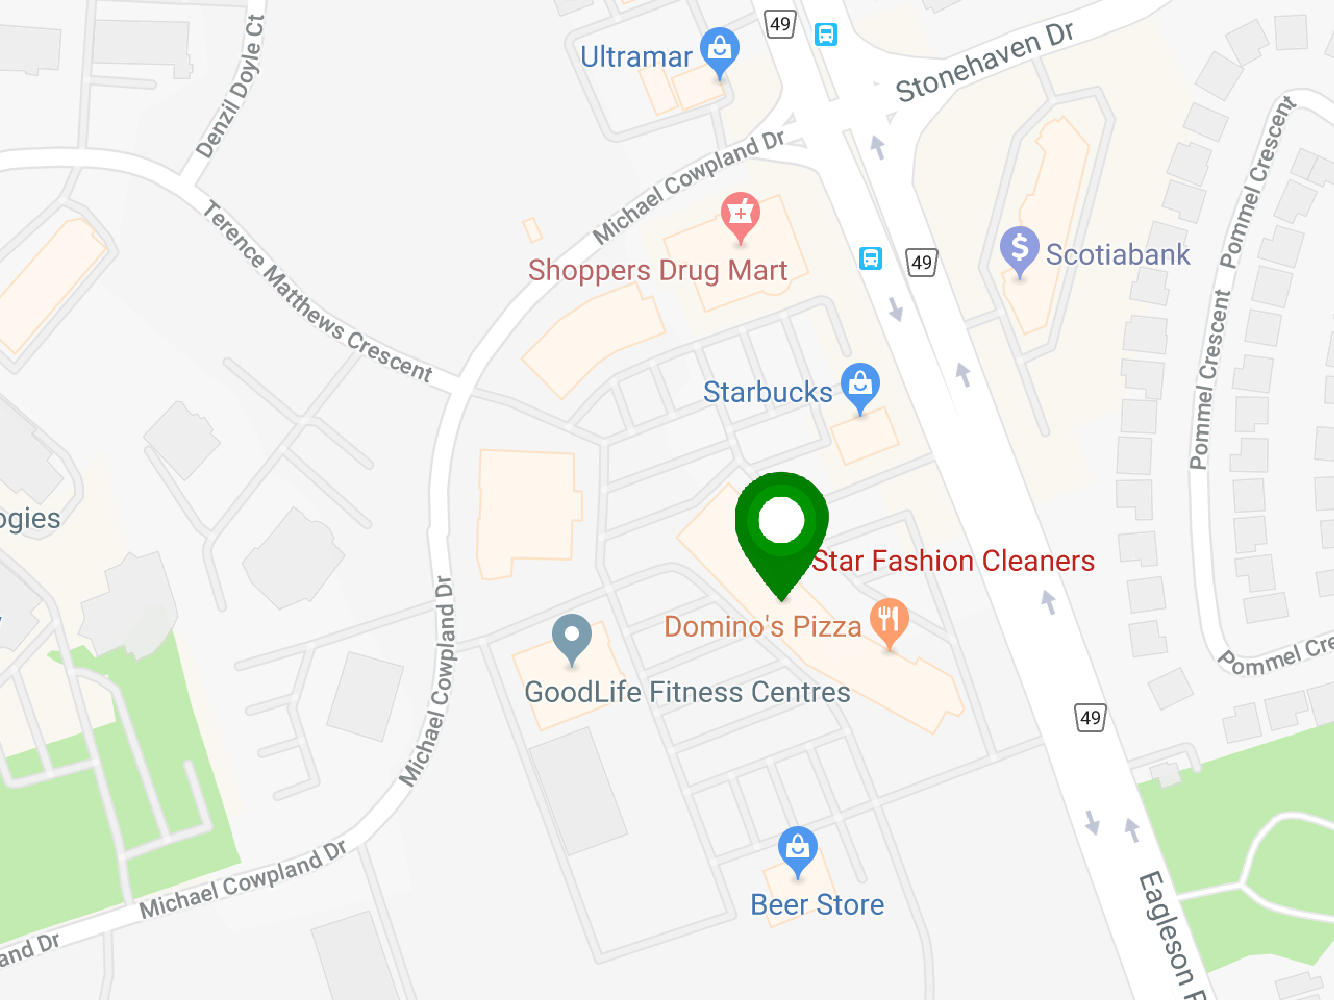 49
Ultramar
Stonehaven Dr
Denzil Doyle Ct
Michael Cowpland Dr
Pommel Crescent
Terence Matthews Crescent
Shoppers Drug Mart
49
Scotiabank
Pommel Crescent
Starbucks
ogies
Star Fashion Cleaners
Domino's Pizza
Michael Cowpland Dr
GoodLife Fitness Centres
Pommel Cre
49
Michael Cowpland Dr
Beer Store
Eagleson
and Dr